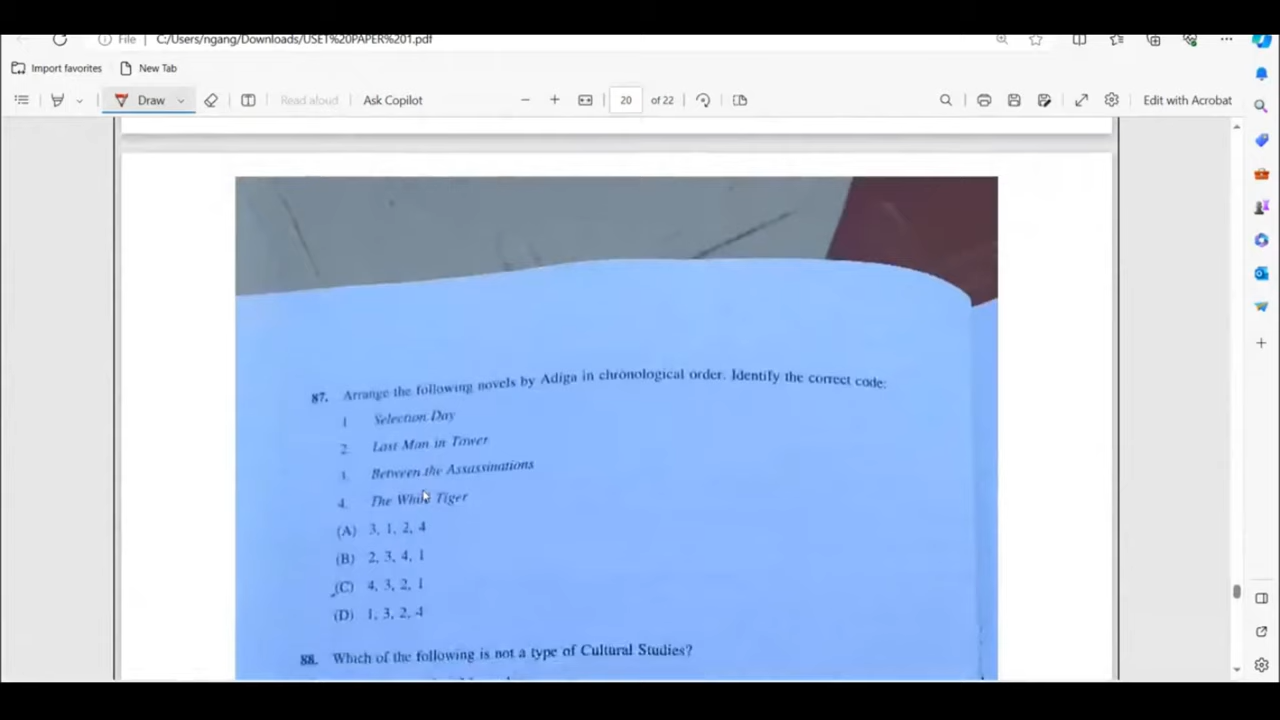 File C:/Users/ngang/Downloads/USET%20PAPER%201.pdf
Import favorites New Tab
Draw Read aloud Ask Copilot 20 of 22 Edit with Acrobat
87. Arrange the following novels by Adiga in chronological order. Identify the correct code:
1 Selection Day
2. Last Man in Tower
3. Between the Assassinations
4. The White Tiger
(A) 3, 1, 2, 4
(B) 2, 3, 4, 1
(C) 4, 3, 2, 1
(D) 1, 3, 2, 4
88. Which of the following is not a type of Cultural Studies?